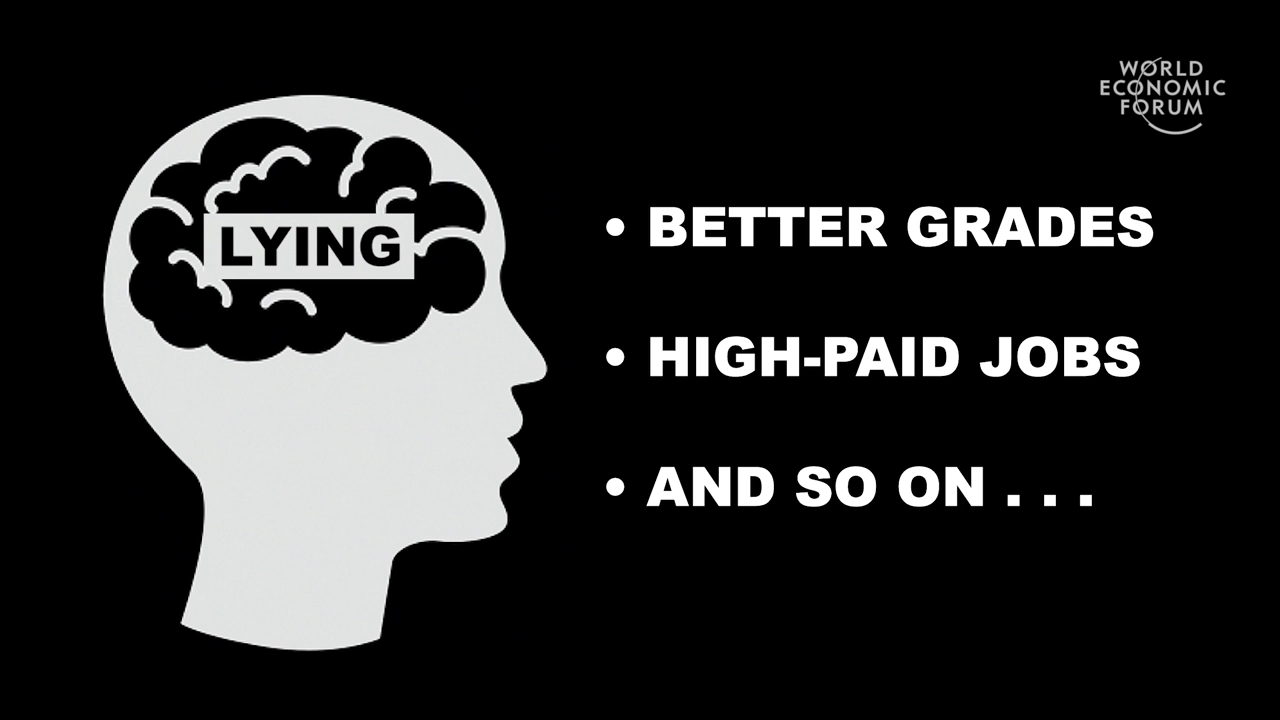 WORLD
ECONOMIC
FORUM
LYING
• BETTER GRADES
• HIGH-PAID JOBS
• AND SO ON . . .